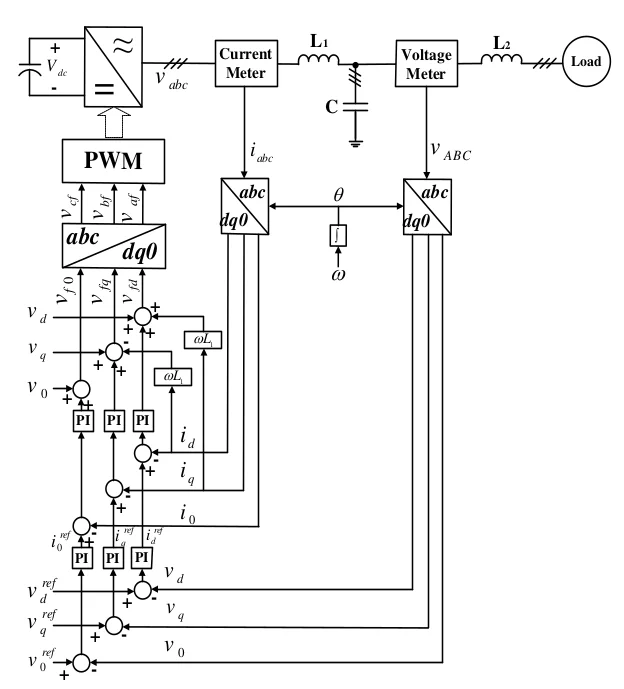 +
V_dc
-
≈
=
v_abc
Current
Meter
L₁
C
Voltage
Meter
L₂
Load
i_abc
v_ABC
PWM
v_cf v_bf v_af
abc
dq0
abc
dq0
θ
∫
ω
abc
dq0
v_f0 v_fq v_fd
v_d + + +
ωL₁
v_q + - +
ωL₁
v_0 + +
PI PI PI
i_d
+ -
i_q
+ -
i_0
+ -
i_0^ref i_q^ref i_d^ref
PI PI PI
v_d^ref + - v_d
v_q^ref + - v_q
v_0^ref + - v_0